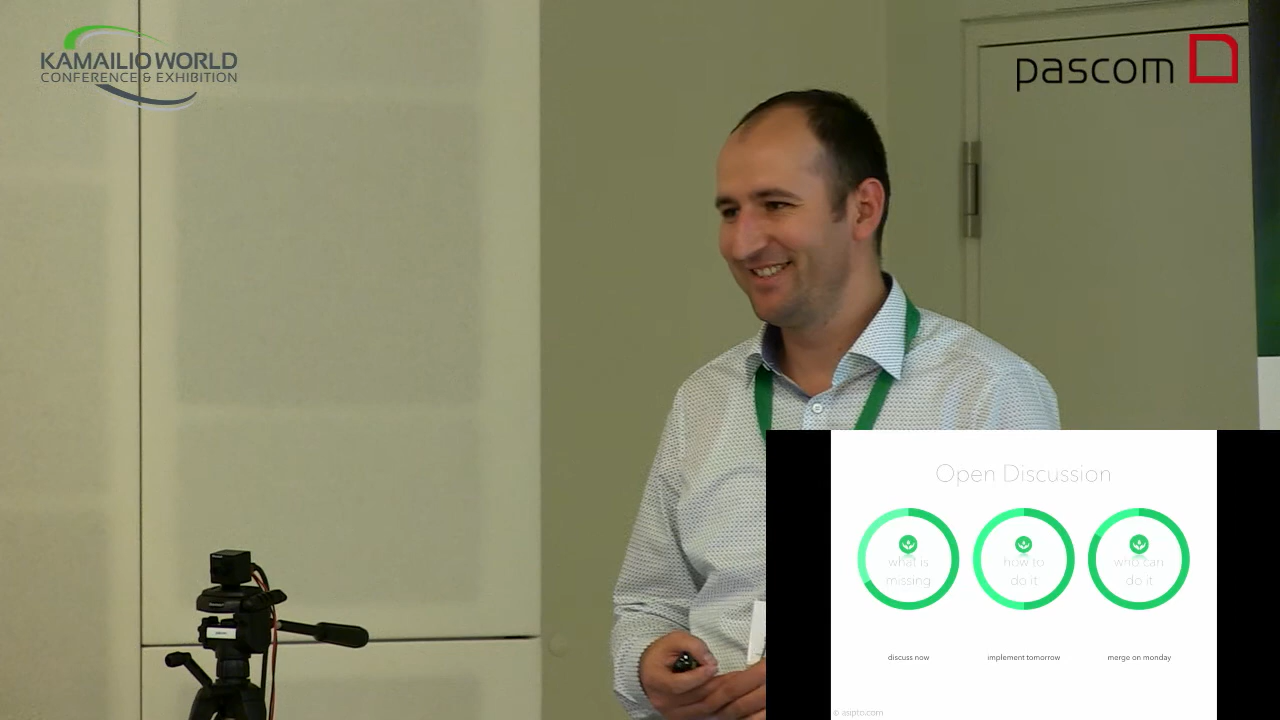 KAMAILIO WORLD
CONFERENCE & EXHIBITION
pascom
Open Discussion
what is
missing
how to
do it
who can
do it
discuss now
implement tomorrow
merge on monday
© asipto.com